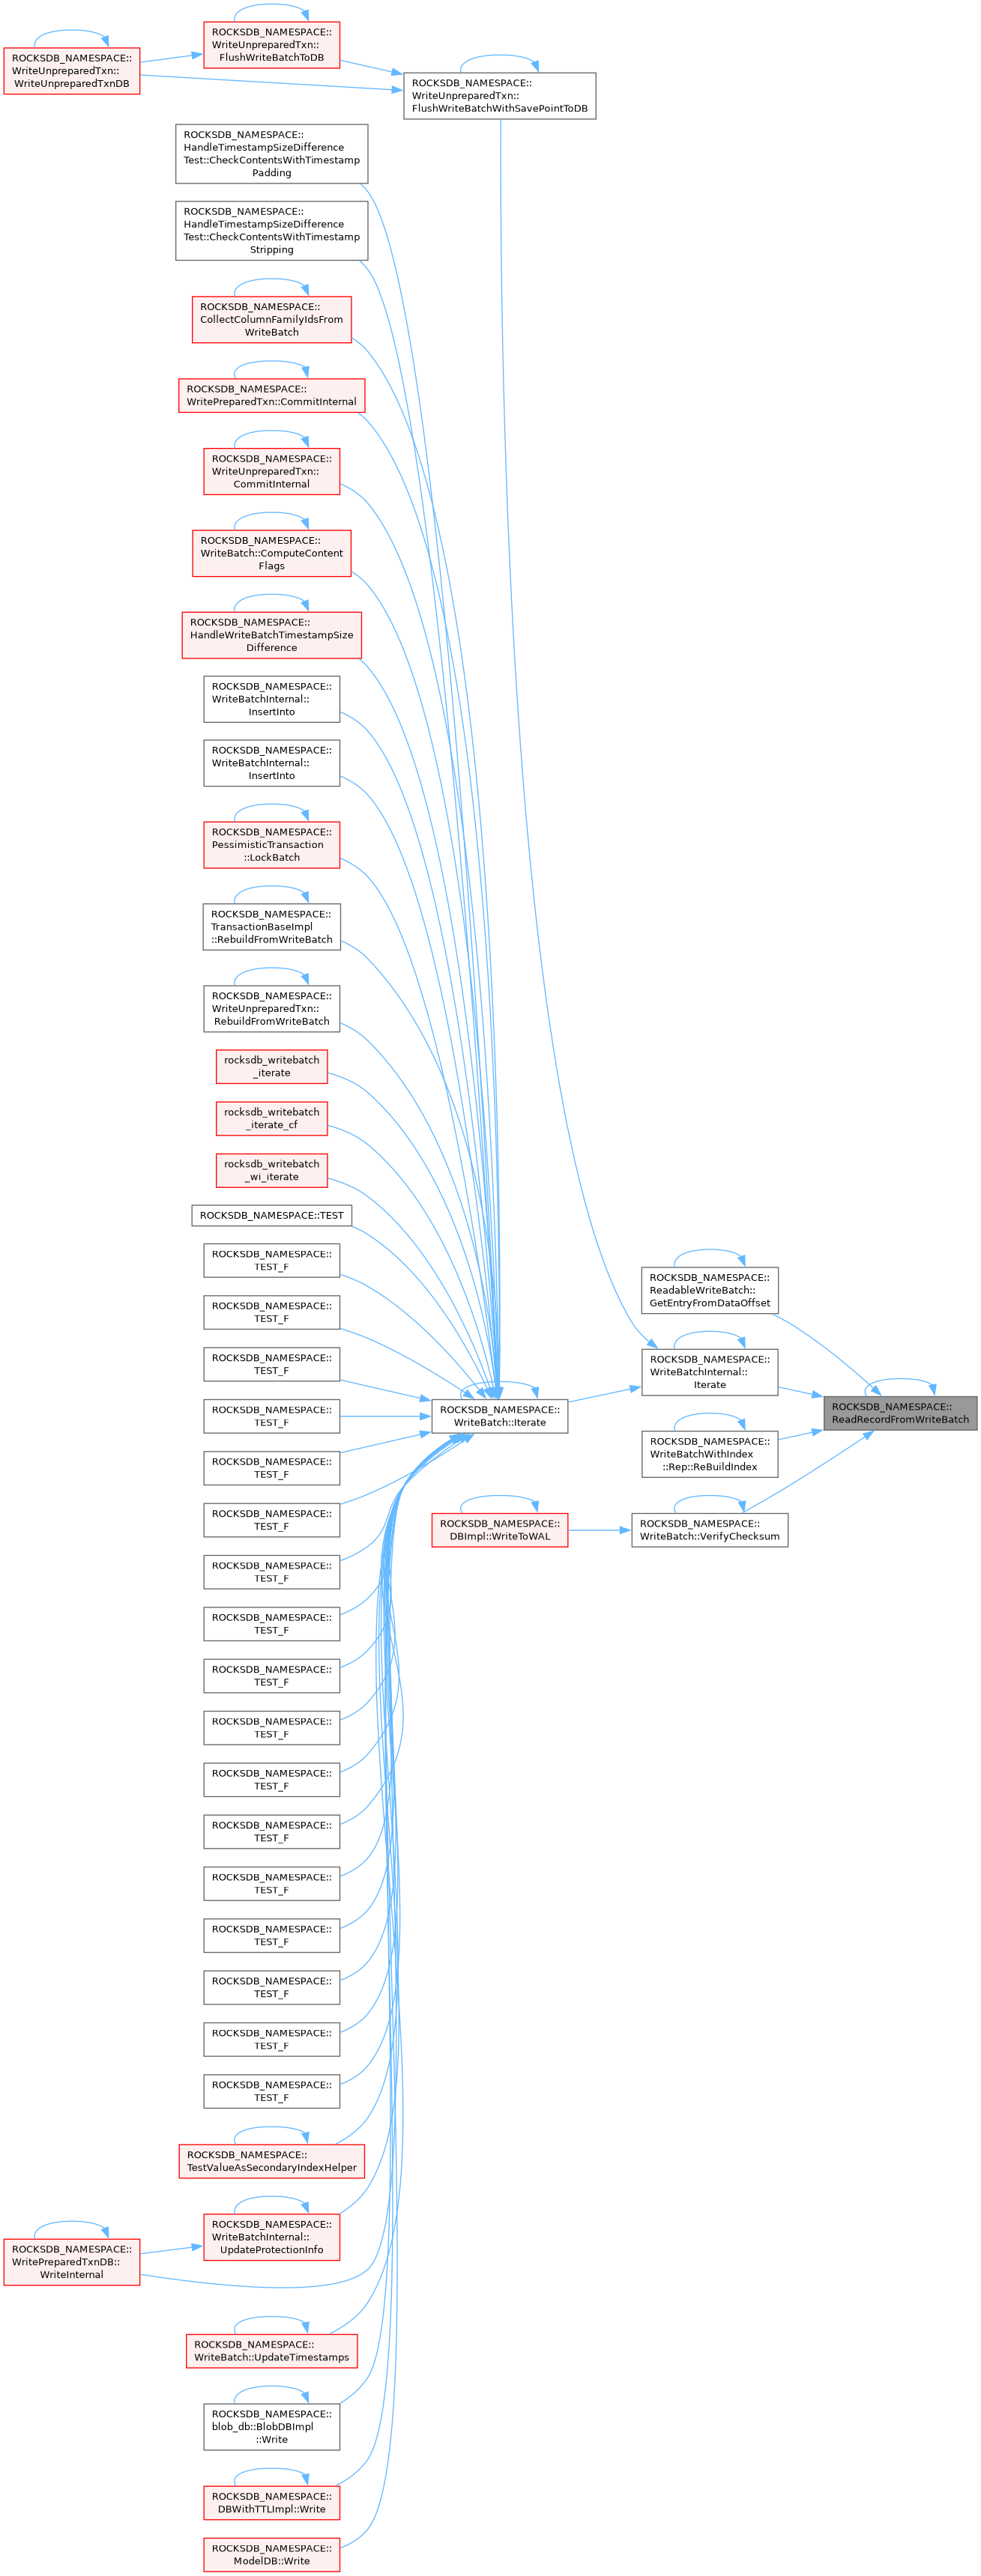 ROCKSDB_NAMESPACE::
WriteUnpreparedTxn::
FlushWriteBatchToDB
ROCKSDB_NAMESPACE::
WriteUnpreparedTxn::
WriteUnpreparedTxnDB
ROCKSDB_NAMESPACE::
WriteUnpreparedTxn::
FlushWriteBatchWithSavePointToDB
ROCKSDB_NAMESPACE::
HandleTimestampSizeDifference
Test::CheckContentsWithTimestamp
Padding
ROCKSDB_NAMESPACE::
HandleTimestampSizeDifference
Test::CheckContentsWithTimestamp
Stripping
ROCKSDB_NAMESPACE::
CollectColumnFamilyIdsFrom
WriteBatch
ROCKSDB_NAMESPACE::
WritePreparedTxn::CommitInternal
ROCKSDB_NAMESPACE::
WriteUnpreparedTxn::
CommitInternal
ROCKSDB_NAMESPACE::
WriteBatch::ComputeContent
Flags
ROCKSDB_NAMESPACE::
HandleWriteBatchTimestampSize
Difference
ROCKSDB_NAMESPACE::
WriteBatchInternal::
InsertInto
ROCKSDB_NAMESPACE::
WriteBatchInternal::
InsertInto
ROCKSDB_NAMESPACE::
PessimisticTransaction
::LockBatch
ROCKSDB_NAMESPACE::
TransactionBaseImpl
::RebuildFromWriteBatch
ROCKSDB_NAMESPACE::
WriteUnpreparedTxn::
RebuildFromWriteBatch
rocksdb_writebatch
_iterate
rocksdb_writebatch
_iterate_cf
rocksdb_writebatch
_wi_iterate
ROCKSDB_NAMESPACE::TEST
ROCKSDB_NAMESPACE::
TEST_F
ROCKSDB_NAMESPACE::
ReadableWriteBatch::
GetEntryFromDataOffset
ROCKSDB_NAMESPACE::
TEST_F
ROCKSDB_NAMESPACE::
TEST_F
ROCKSDB_NAMESPACE::
WriteBatchInternal::
Iterate
ROCKSDB_NAMESPACE::
TEST_F
ROCKSDB_NAMESPACE::
WriteBatch::Iterate
ROCKSDB_NAMESPACE::
ReadRecordFromWriteBatch
ROCKSDB_NAMESPACE::
TEST_F
ROCKSDB_NAMESPACE::
WriteBatchWithIndex
::Rep::ReBuildIndex
ROCKSDB_NAMESPACE::
TEST_F
ROCKSDB_NAMESPACE::
DBImpl::WriteToWAL
ROCKSDB_NAMESPACE::
WriteBatch::VerifyChecksum
ROCKSDB_NAMESPACE::
TEST_F
ROCKSDB_NAMESPACE::
TEST_F
ROCKSDB_NAMESPACE::
TEST_F
ROCKSDB_NAMESPACE::
TEST_F
ROCKSDB_NAMESPACE::
TEST_F
ROCKSDB_NAMESPACE::
TEST_F
ROCKSDB_NAMESPACE::
TEST_F
ROCKSDB_NAMESPACE::
TEST_F
ROCKSDB_NAMESPACE::
TEST_F
ROCKSDB_NAMESPACE::
TEST_F
ROCKSDB_NAMESPACE::
TEST_F
ROCKSDB_NAMESPACE::
TestValueAsSecondaryIndexHelper
ROCKSDB_NAMESPACE::
WriteBatchInternal::
UpdateProtectionInfo
ROCKSDB_NAMESPACE::
WritePreparedTxnDB::
WriteInternal
ROCKSDB_NAMESPACE::
WriteBatch::UpdateTimestamps
ROCKSDB_NAMESPACE::
blob_db::BlobDBImpl
::Write
ROCKSDB_NAMESPACE::
DBWithTTLImpl::Write
ROCKSDB_NAMESPACE::
ModelDB::Write